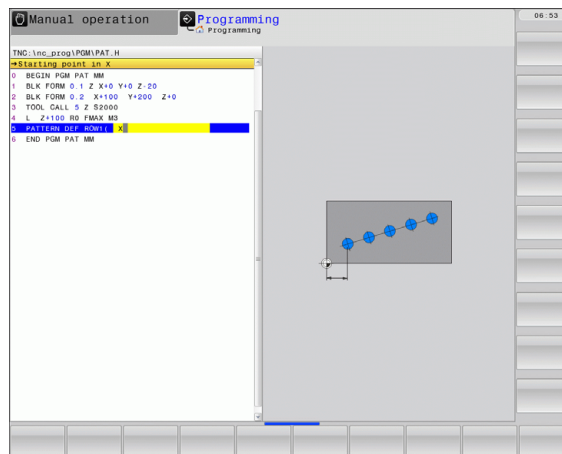 Manual operation
Programming
Programming
06:53
TNC:\nc_prog\PGM\PAT.H
→Starting point in X
0 BEGIN PGM PAT MM
1 BLK FORM 0.1 Z X+0 Y+0 Z-20
2 BLK FORM 0.2 X+100 Y+200 Z+0
3 TOOL CALL 5 Z S2000
4 L Z+100 R0 FMAX M3
5 PATTERN DEF ROW1( X
6 END PGM PAT MM